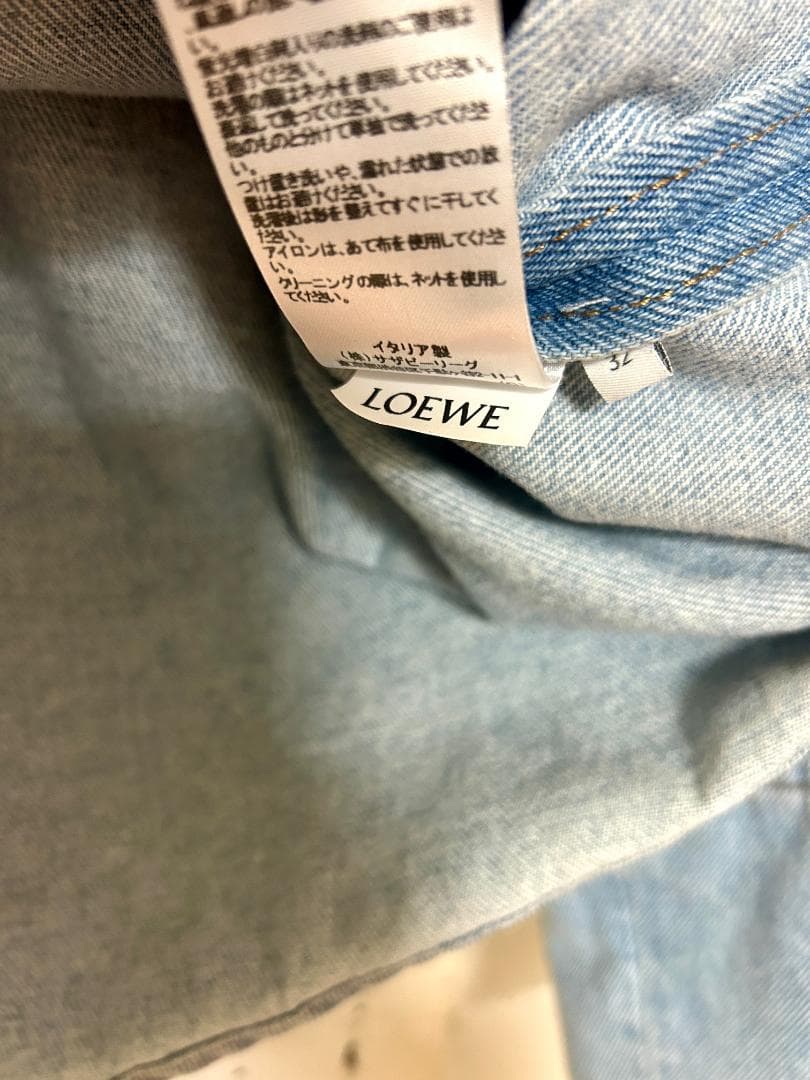 い。
蛍光増白剤入りの洗剤のご使用は
お避けください。
洗濯の際はネットを使用してください。
裏返して洗ってください。
他のものと分けて単独で洗ってくださ
い。
つけ置き洗いや、濡れた状態での放
置はお避けください。
洗濯後は形を整えてすぐに干してく
ださい。
アイロンは、あて布を使用してくださ
い。
クリーニングの際は、ネットを使用し
てください。
イタリア製
(株)サザビーリーグ
LOEWE
32